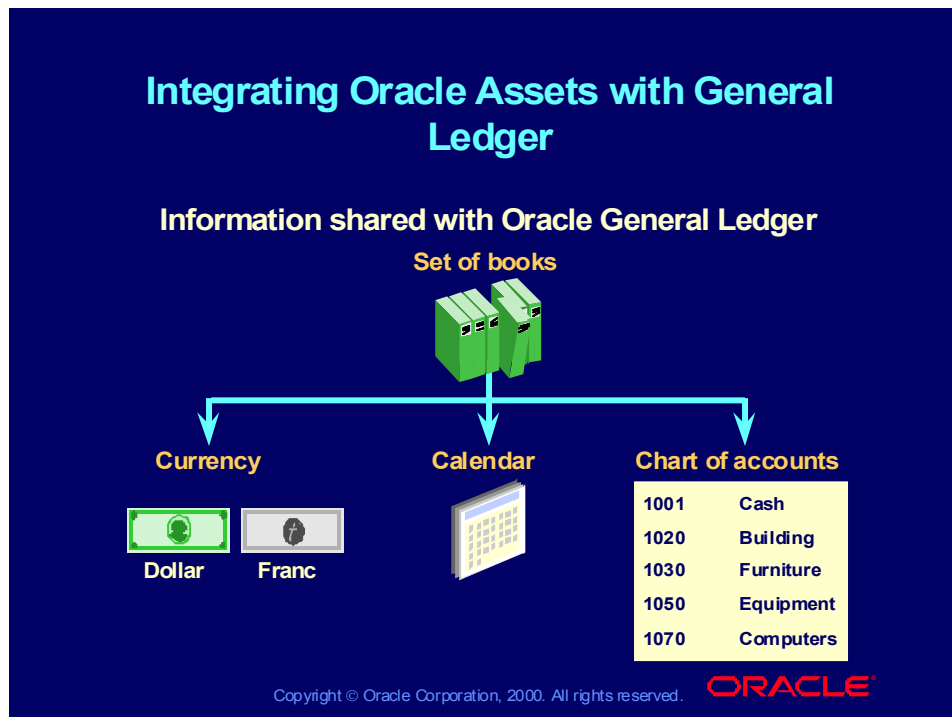 Integrating Oracle Assets with General
Ledger
Information shared with Oracle General Ledger
Set of books
Currency
Calendar
Chart of accounts
Dollar
Franc
1001 Cash
1020 Building
1030 Furniture
1050 Equipment
1070 Computers
Copyright © Oracle Corporation, 2000. All rights reserved.
ORACLE®